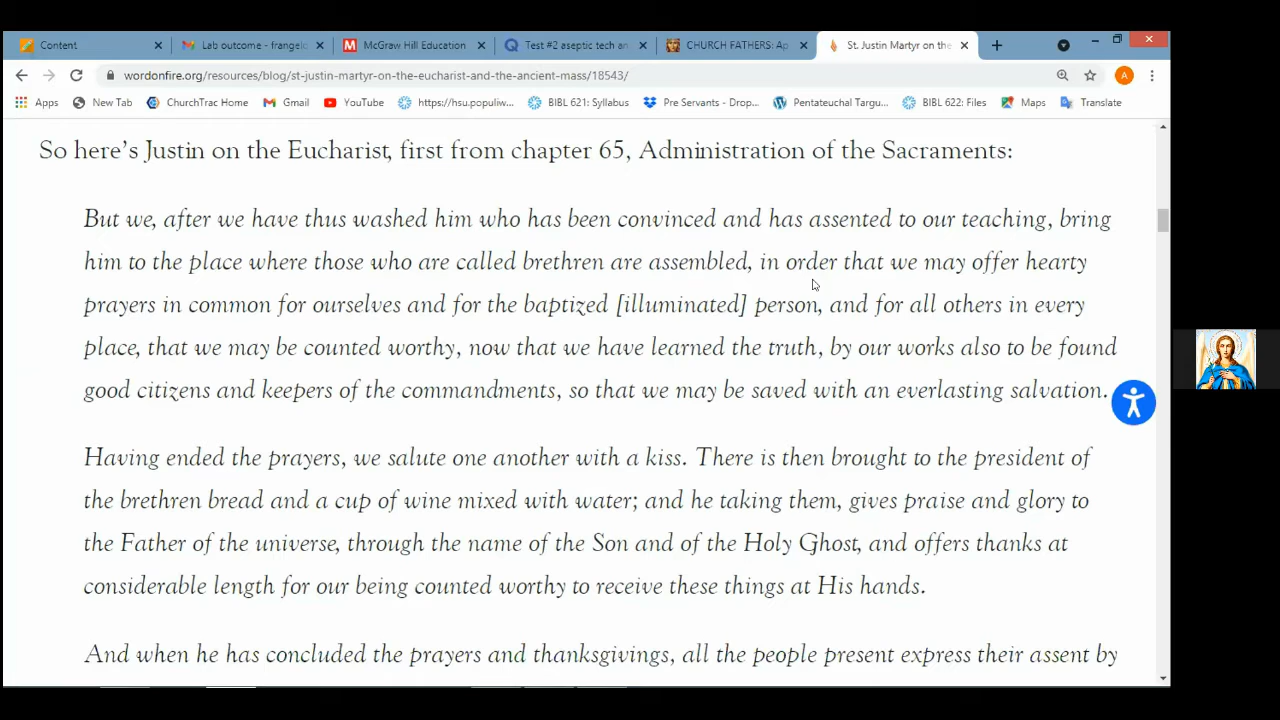 Content
Lab outcome - frangelo
McGraw Hill Education
Test #2 aseptic tech an
CHURCH FATHERS: Ap
St. Justin Martyr on the
wordonfire.org/resources/blog/st-justin-martyr-on-the-eucharist-and-the-ancient-mass/18543/
A
Apps
New Tab
ChurchTrac Home
Gmail
YouTube
https://hsu.populiw...
BIBL 621: Syllabus
Pre Servants - Drop...
Pentateuchal Targu...
BIBL 622: Files
Maps
Translate
So here's Justin on the Eucharist, first from chapter 65, Administration of the Sacraments:
But we, after we have thus washed him who has been convinced and has assented to our teaching, bring
him to the place where those who are called brethren are assembled, in order that we may offer hearty
prayers in common for ourselves and for the baptized [illuminated] person, and for all others in every
place, that we may be counted worthy, now that we have learned the truth, by our works also to be found
good citizens and keepers of the commandments, so that we may be saved with an everlasting salvation.
Having ended the prayers, we salute one another with a kiss. There is then brought to the president of
the brethren bread and a cup of wine mixed with water; and he taking them, gives praise and glory to
the Father of the universe, through the name of the Son and of the Holy Ghost, and offers thanks at
considerable length for our being counted worthy to receive these things at His hands.
And when he has concluded the prayers and thanksgivings, all the people present express their assent by